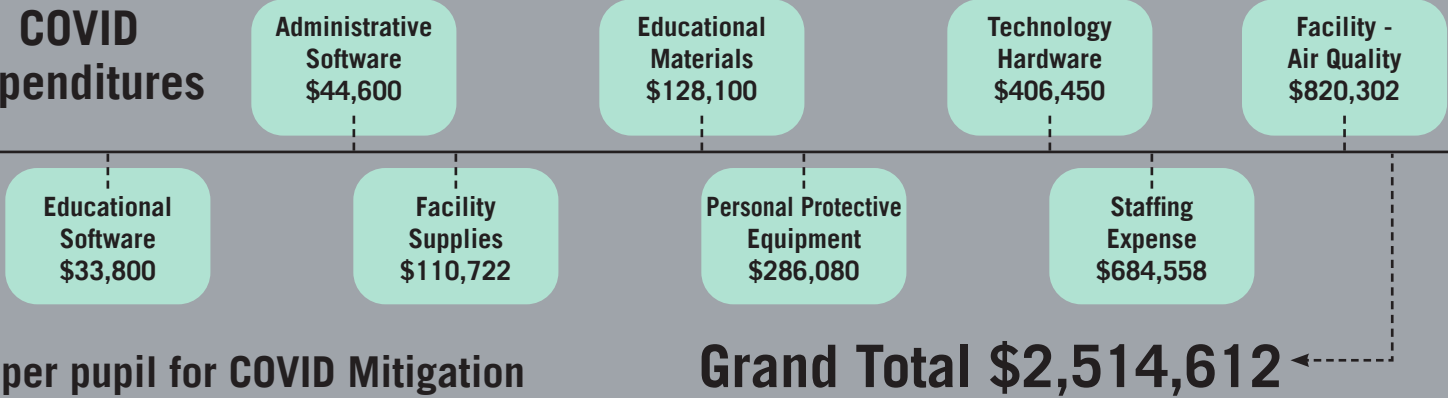 COVID
penditures
Administrative
Software
$44,600
Educational
Materials
$128,100
Technology
Hardware
$406,450
Facility -
Air Quality
$820,302
Educational
Software
$33,800
Facility
Supplies
$110,722
Personal Protective
Equipment
$286,080
Staffing
Expense
$684,558
per pupil for COVID Mitigation
Grand Total $2,514,612